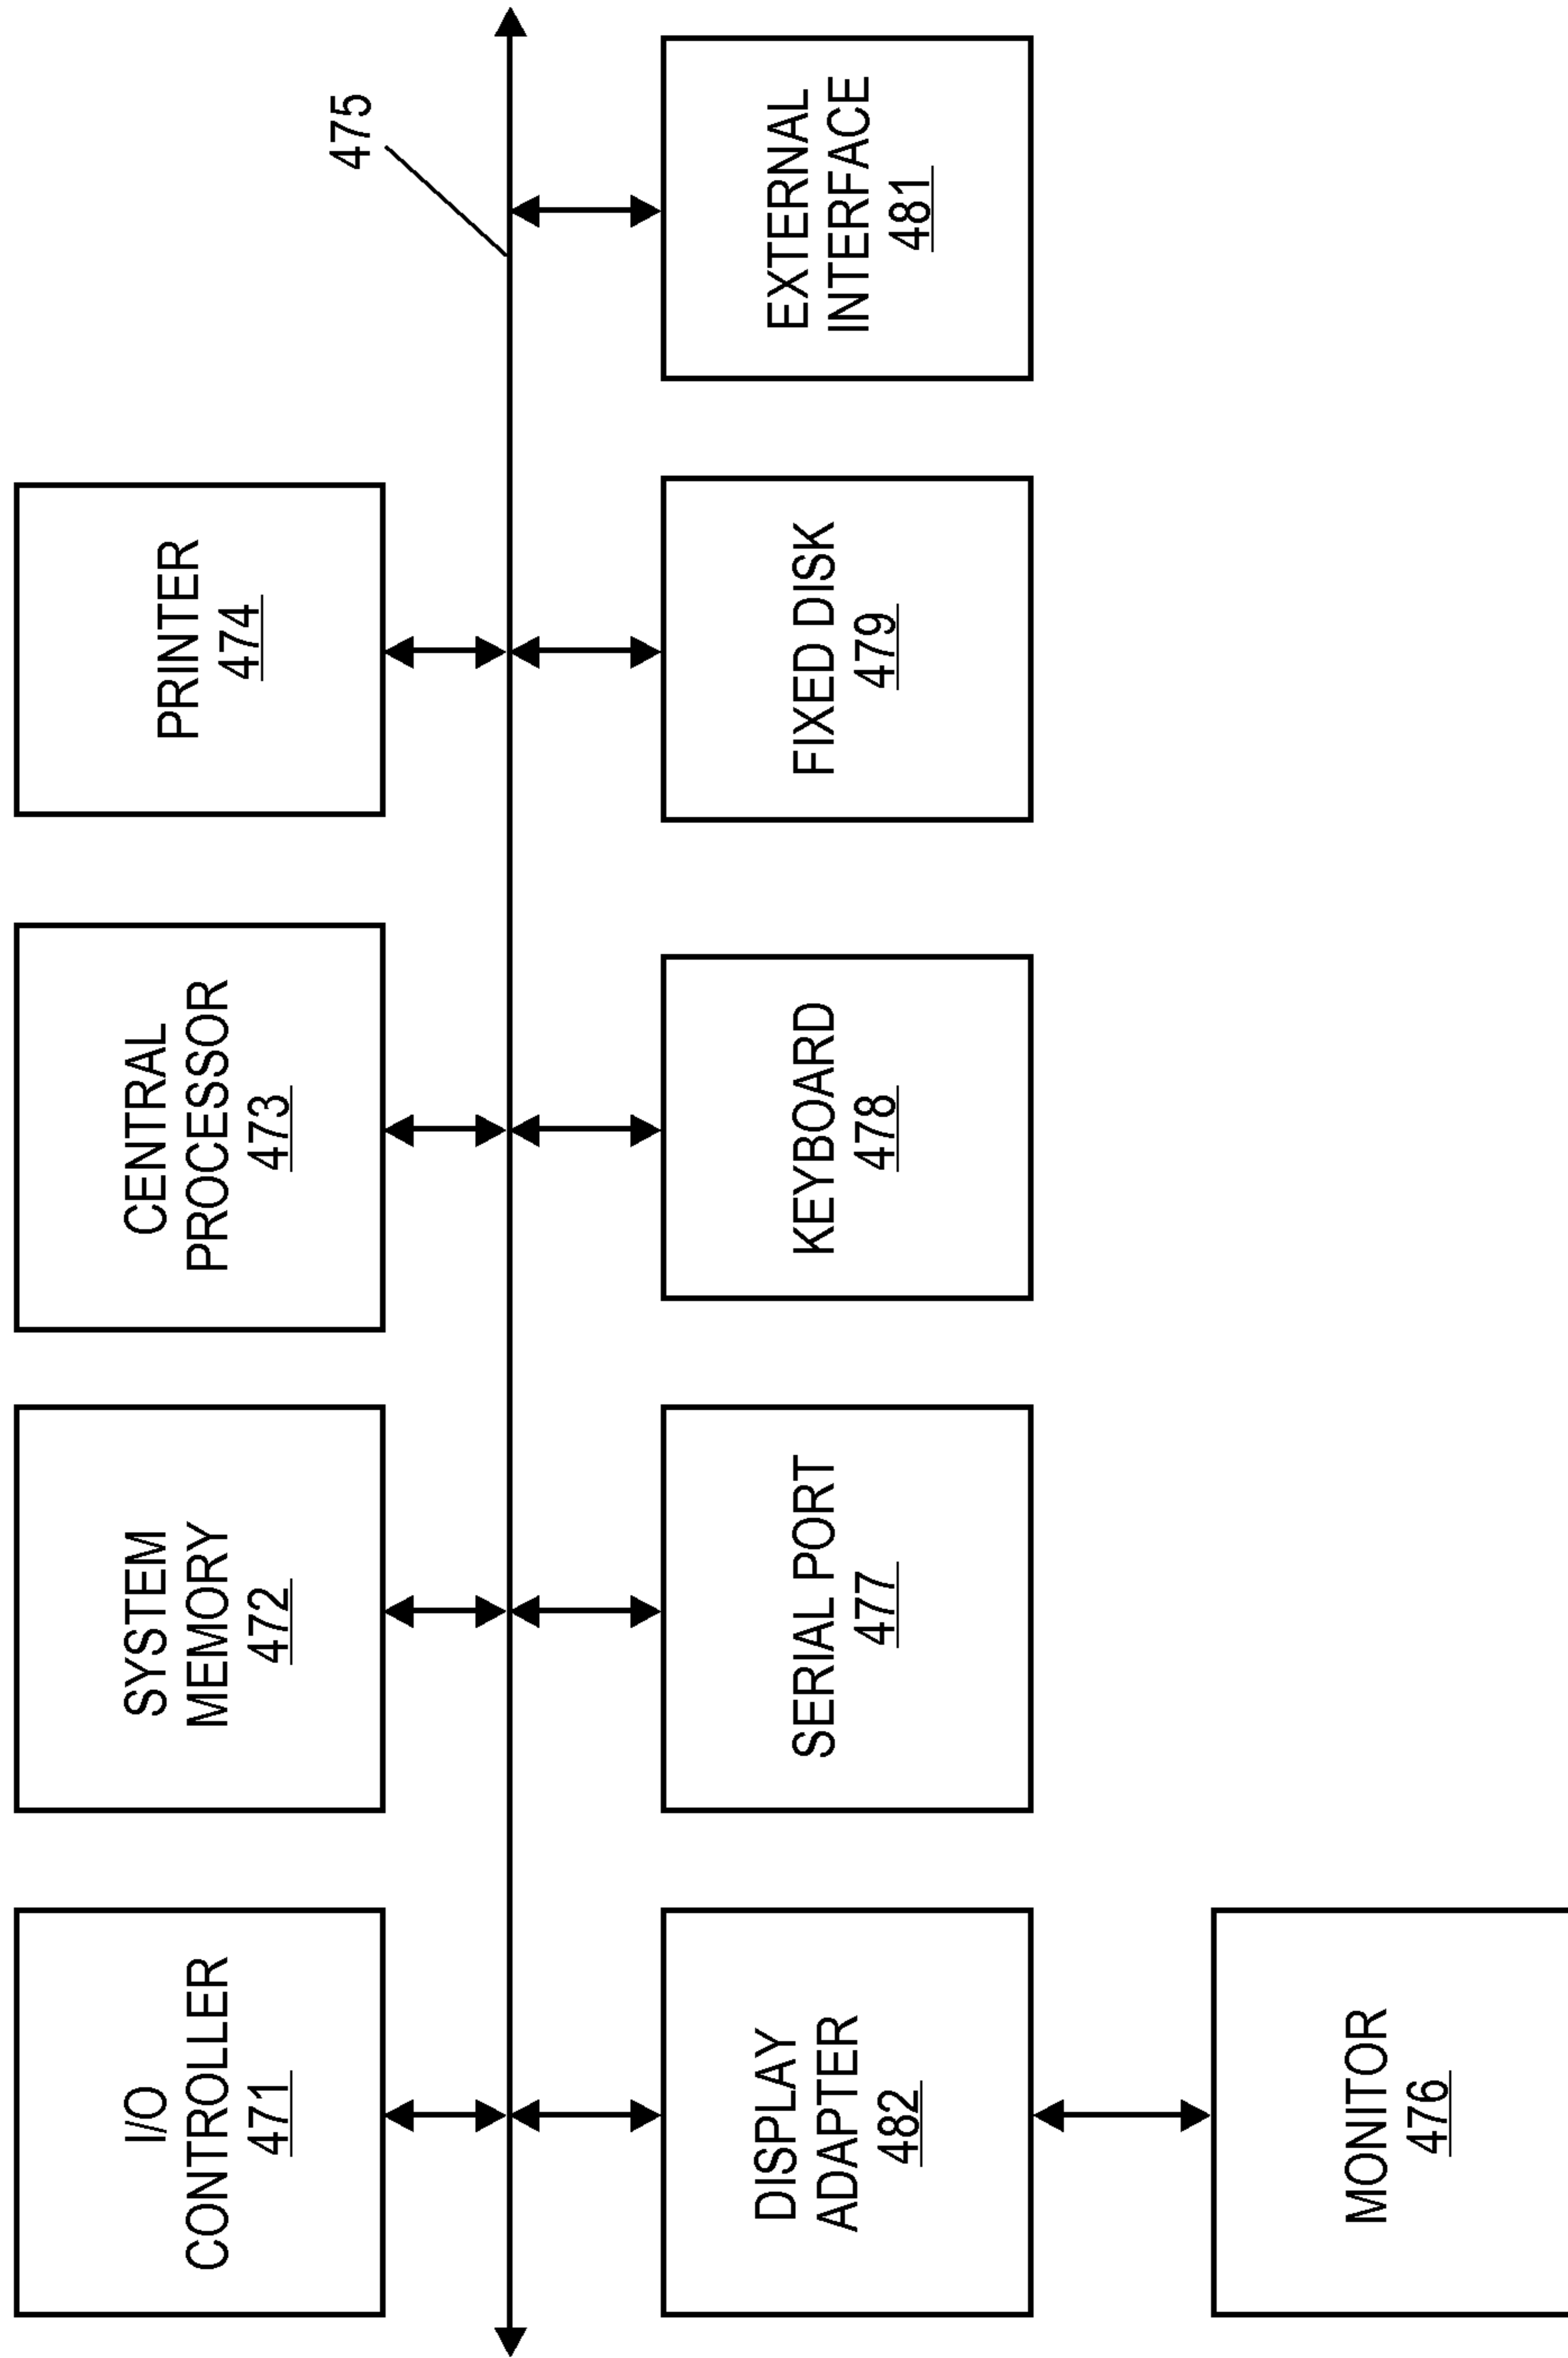 I/O
CONTROLLER
471
SYSTEM
MEMORY
472
CENTRAL
PROCESSOR
473
PRINTER
474
475
DISPLAY
ADAPTER
482
SERIAL PORT
477
KEYBOARD
478
FIXED DISK
479
EXTERNAL
INTERFACE
481
MONITOR
476